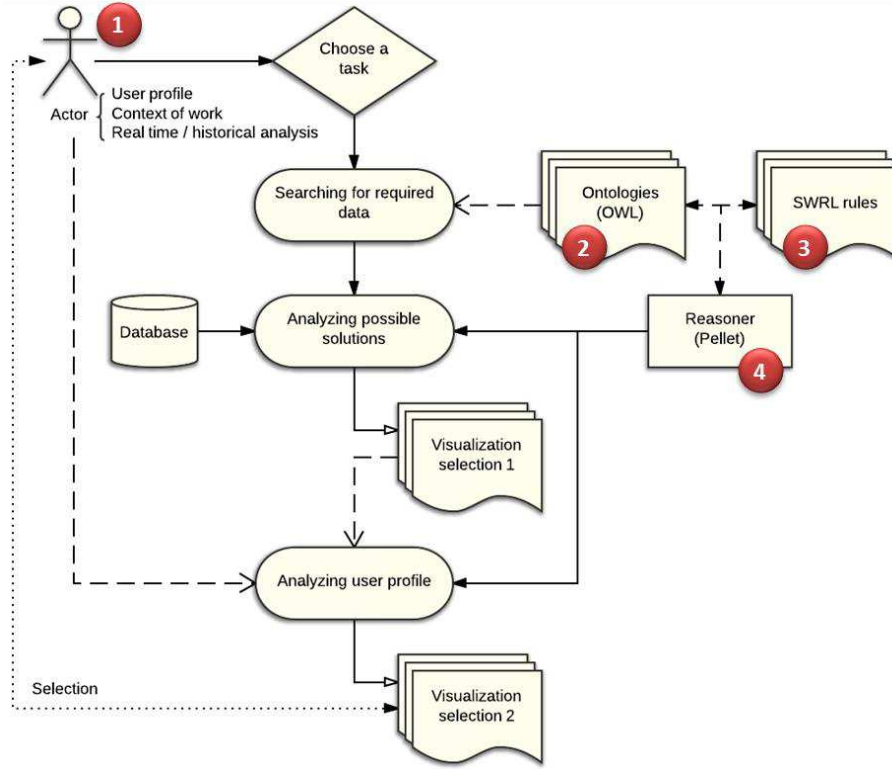 1
Choose a
task
Actor
User profile
Context of work
Real time / historical analysis
Searching for required
data
Ontologies
(OWL)
2
SWRL rules
3
Database
Analyzing possible
solutions
Reasoner
(Pellet)
4
Visualization
selection 1
Analyzing user profile
Selection
Visualization
selection 2